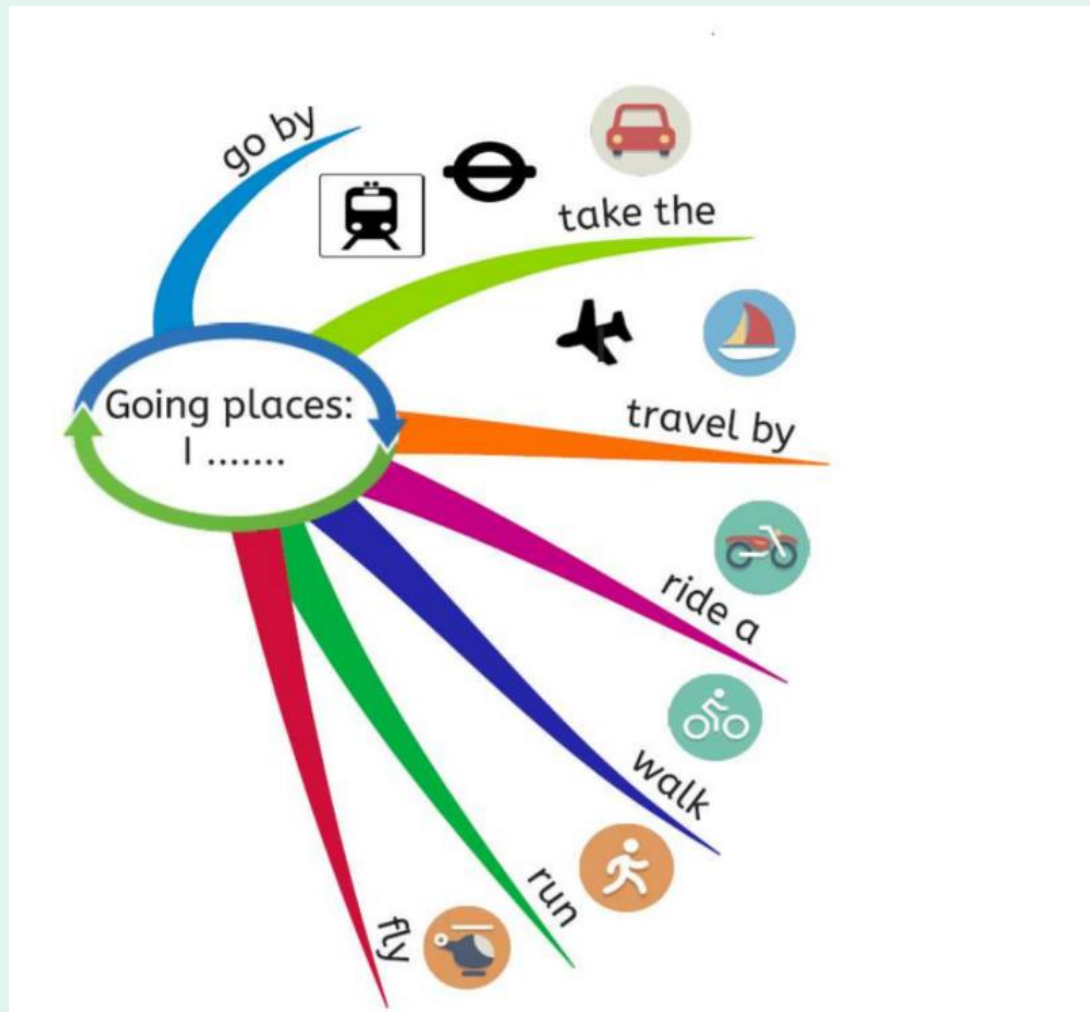 go by
take the
Going places:
I .......
travel by
ride a
walk
run
fly